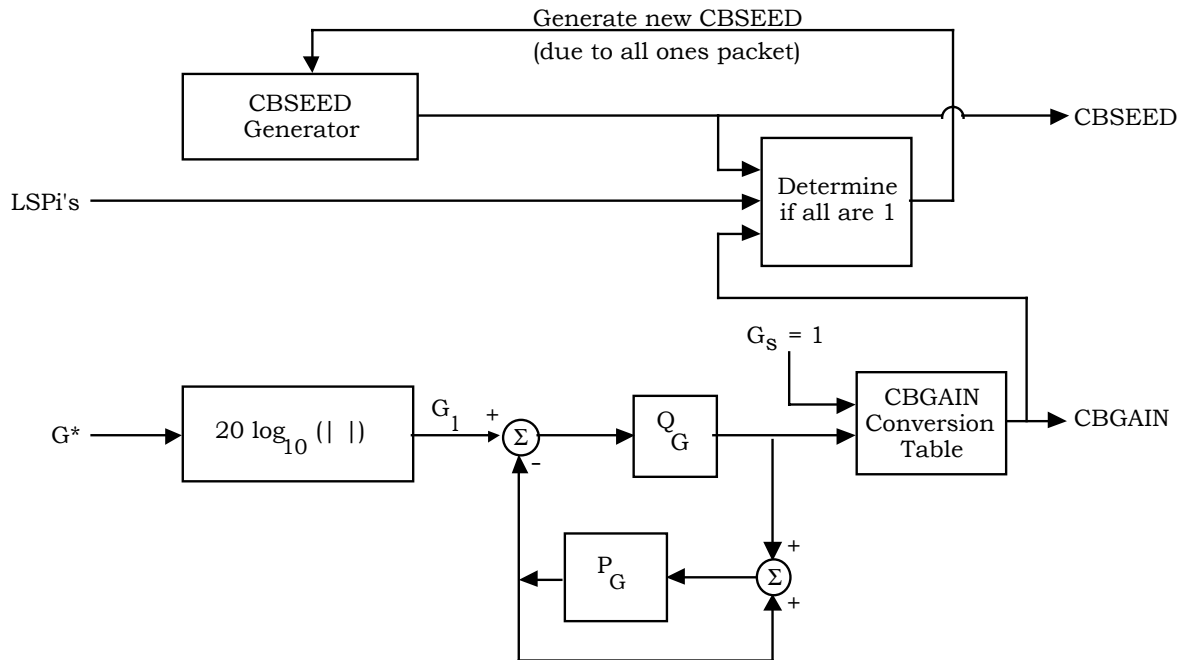 Generate new CBSEED
(due to all ones packet)
CBSEED
Generator
CBSEED
LSPi's
Determine
if all are 1
G_s = 1
G*
20 log_10 (| |)
G_1
+
Σ
-
Q_G
CBGAIN
Conversion
Table
CBGAIN
P_G
+
Σ
+